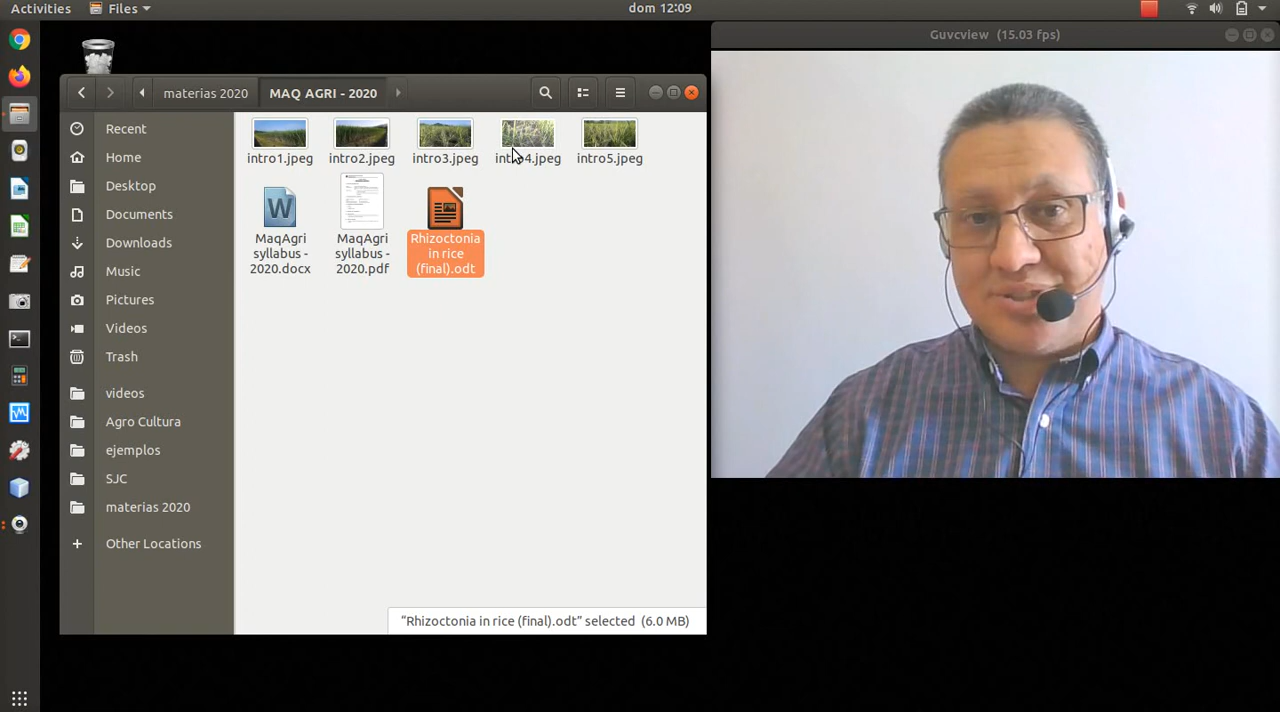 Activities Files dom 12:09
Guvcview (15.03 fps)
materias 2020 MAQ AGRI - 2020
Recent
Home
Desktop
Documents
Downloads
Music
Pictures
Videos
Trash
videos
Agro Cultura
ejemplos
SJC
materias 2020
Other Locations
intro1.jpeg intro2.jpeg intro3.jpeg intro4.jpeg intro5.jpeg
MaqAgri
syllabus -
2020.docx
MaqAgri
syllabus -
2020.pdf
Rhizoctonia
in rice
(final).odt
“Rhizoctonia in rice (final).odt” selected (6.0 MB)